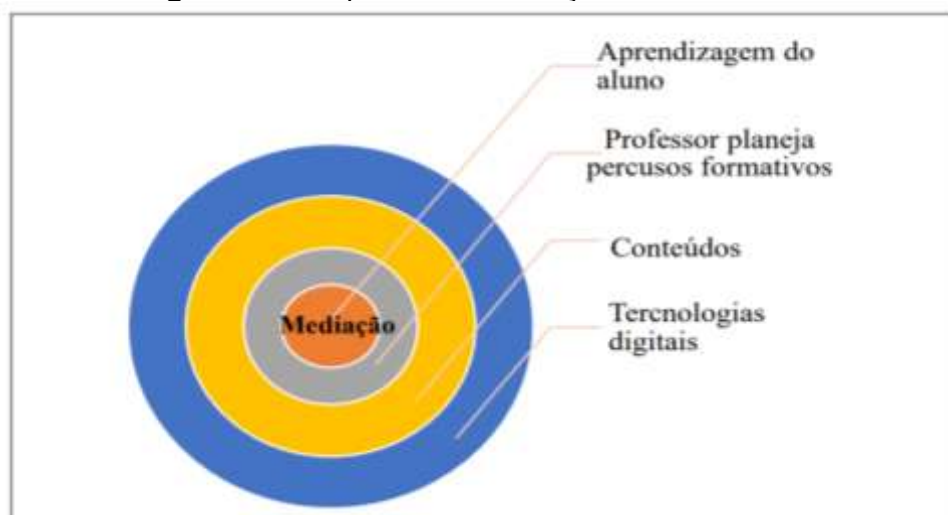 Aprendizagem do
aluno
Professor planeja
percusos formativos
Conteúdos
Mediação
Tercnologias
digitais